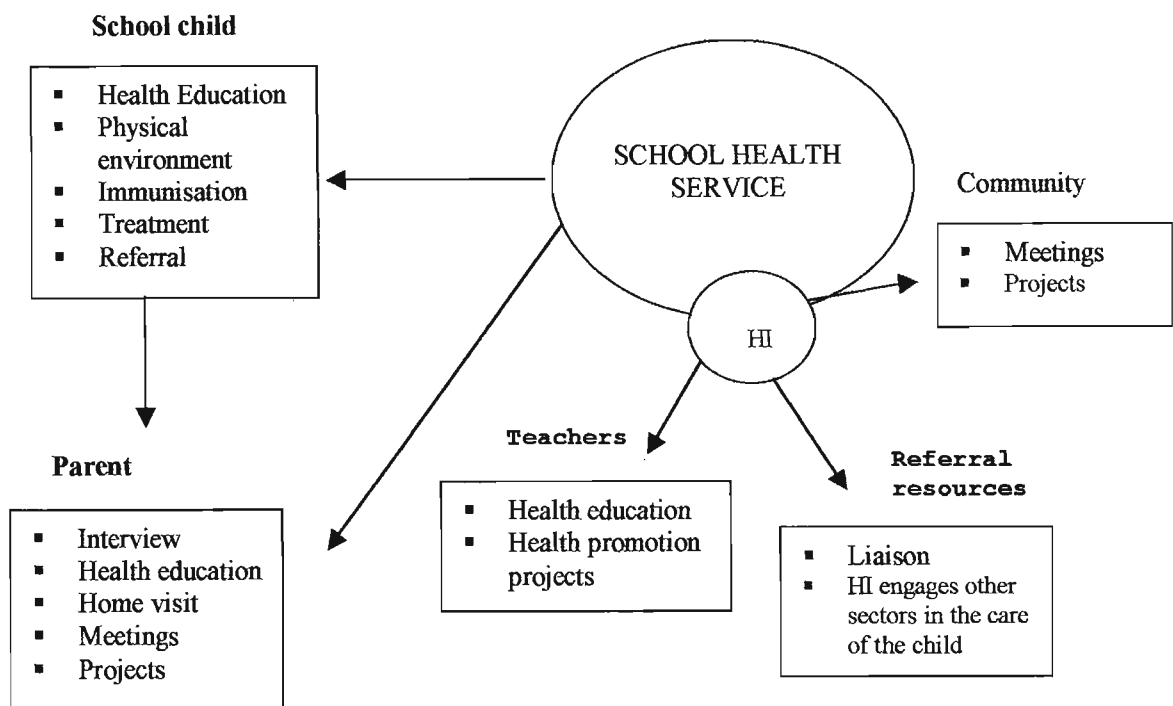 School child
▪ Health Education
▪ Physical
environment
▪ Immunisation
▪ Treatment
▪ Referral
SCHOOL HEALTH
SERVICE
HI
Community
▪ Meetings
▪ Projects
Parent
▪ Interview
▪ Health education
▪ Home visit
▪ Meetings
▪ Projects
Teachers
▪ Health education
▪ Health promotion
projects
Referral
resources
▪ Liaison
▪ HI engages other
sectors in the care
of the child